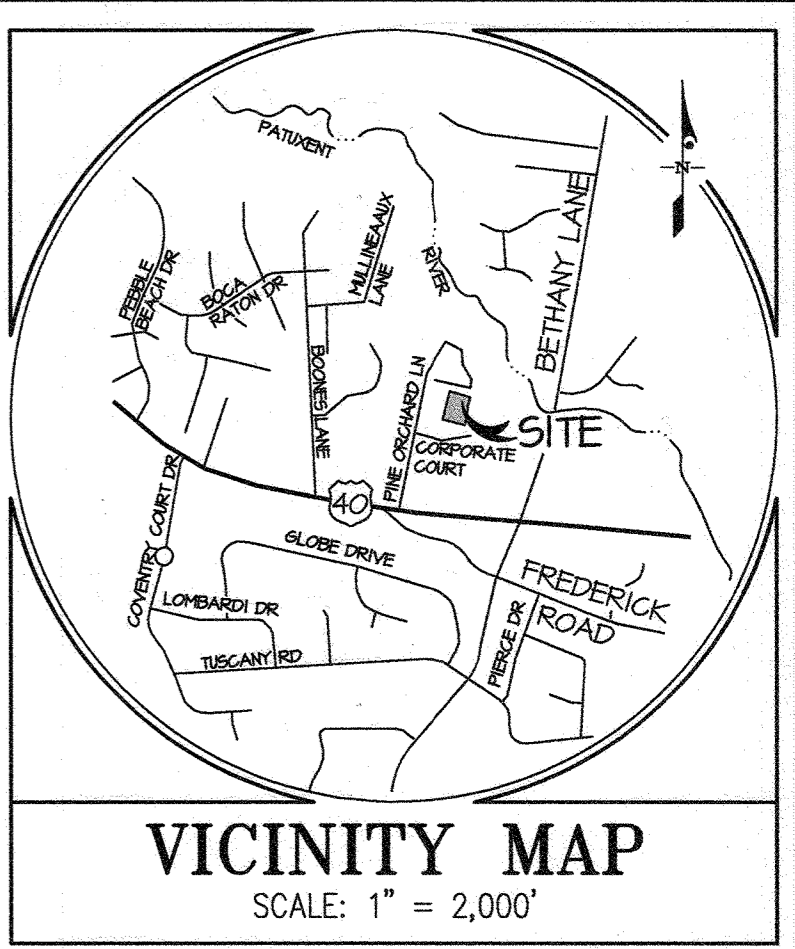 PATUXENT
RIVER
N
BETHANY LANE
MULLINEAAUX
LANE
PEBBLE
BEACH DR
BOCA
RATON DR
BOONES LANE
PINE ORCHARD LN
SITE
CORPORATE
COURT
40
COVENTRY COURT DR
GLOBE DRIVE
FREDERICK
ROAD
LOMBARDI DR
PIERCE DR
TUSCANY RD
VICINITY MAP
SCALE: 1" = 2,000'